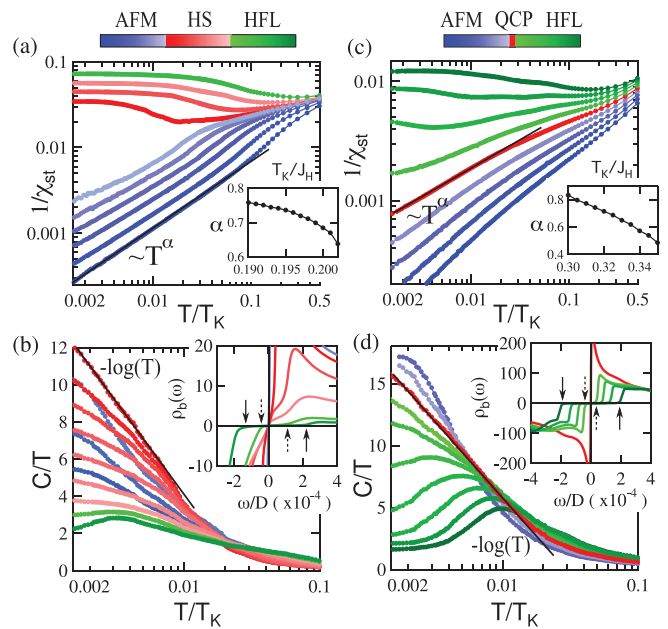 AFM HS HFL
(a)
0.1
0.01
0.001
1/χst
~T^α
0.002 0.01 0.1 0.5
T/T_K
T_K/J_H
0.8
0.7
0.6
α
0.190 0.195 0.200
AFM QCP HFL
(c)
0.01
0.001
1/χst
~T^α
0.002 0.01 0.1 0.5
T/T_K
T_K/J_H
0.8
0.6
0.4
α
0.30 0.32 0.34
(b)
12
10
8
6
4
2
0
C/T
-log(T)
0.002 0.01 0.1
T/T_K
20
10
0
-10
ρ_b(ω)
-4 0 4
ω/D ( x10^-4)
(d)
15
10
5
0
C/T
-log(T)
0.002 0.01 0.1
T/T_K
200
100
0
-100
-200
ρ_b(ω)
-4 -2 0 2 4
ω/D ( x10^-4)